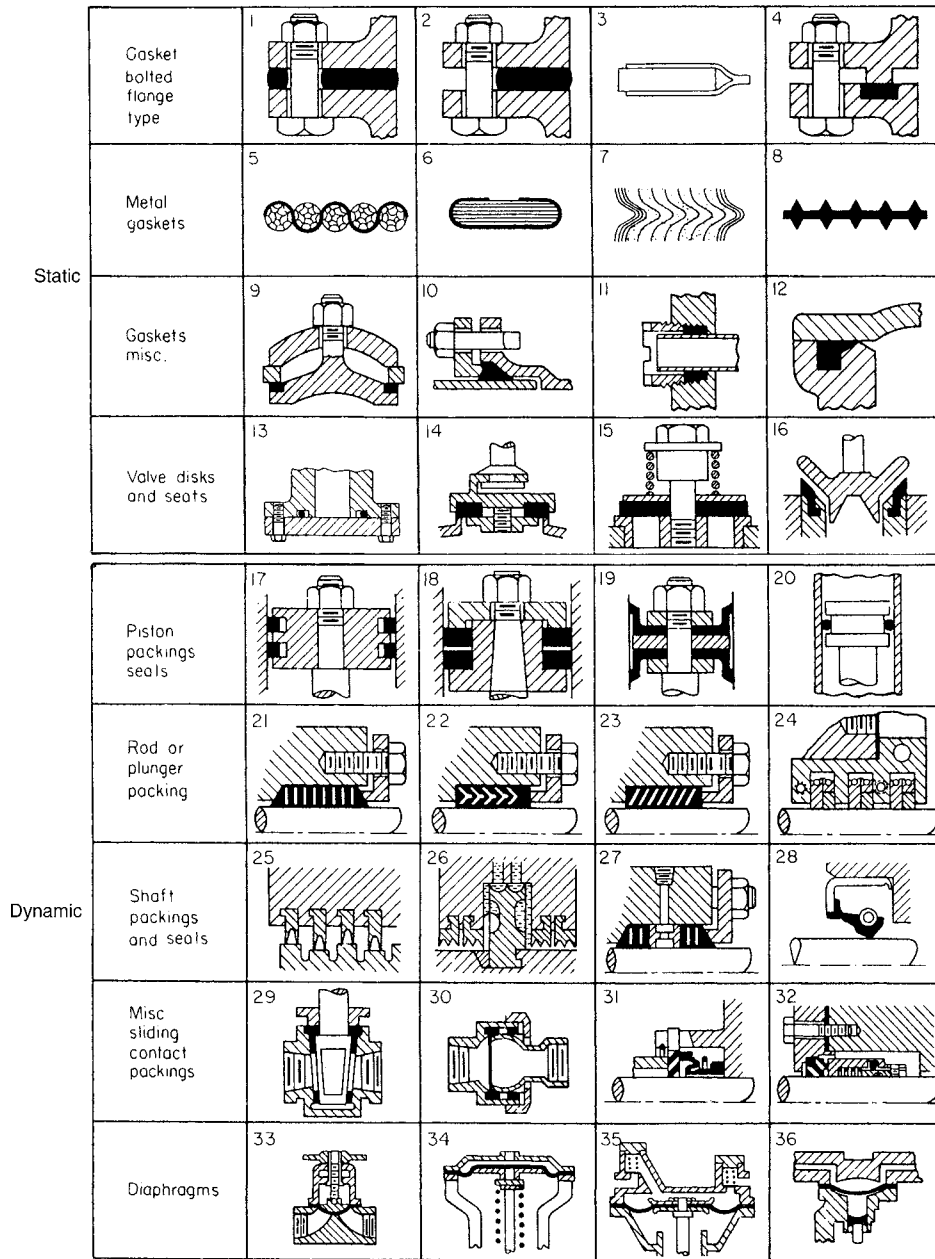 1
2
3
4
Gasket
bolted
flange
type
5
6
7
8
Metal
gaskets
Static
9
10
11
12
Gaskets
misc.
13
14
15
16
Valve disks
and seats
17
18
19
20
Piston
packings
seals
21
22
23
24
Rod or
plunger
packing
25
26
27
28
Dynamic
Shaft
packings
and seals
29
30
31
32
Misc
sliding
contact
packings
33
34
35
36
Diaphragms